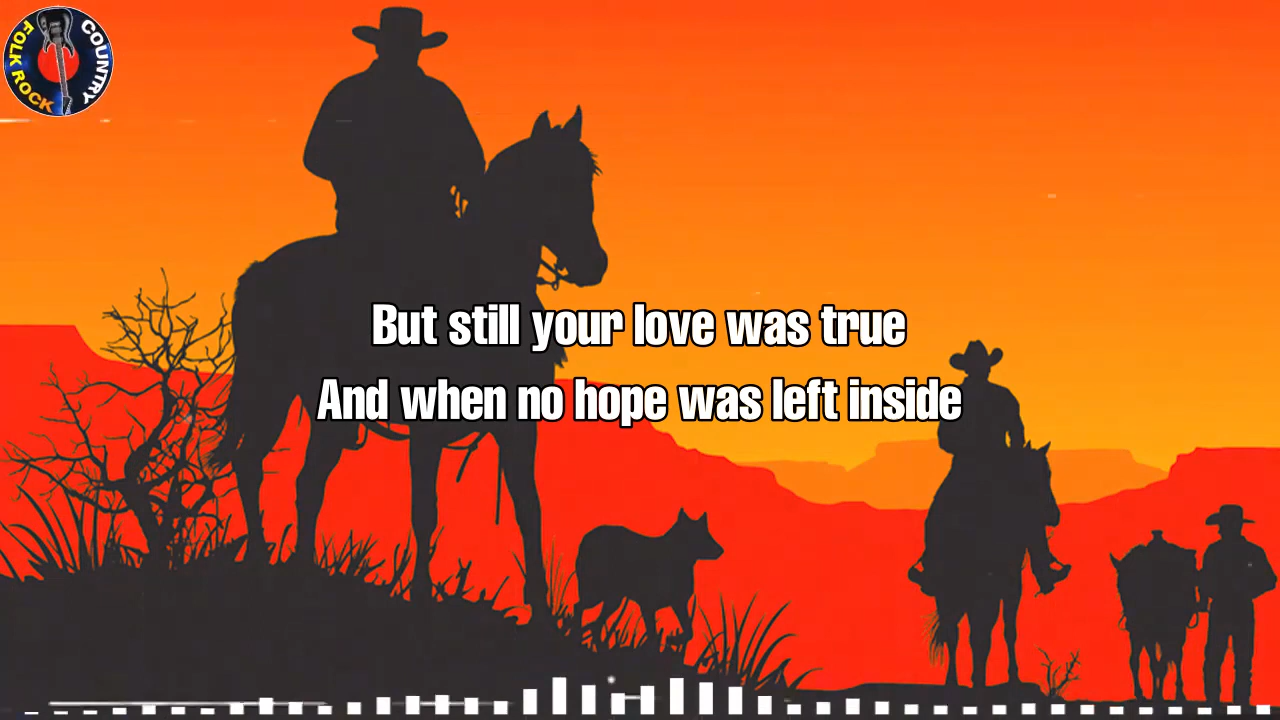 FOLK ROCK
COUNTRY
But still your love was true
And when no hope was left inside